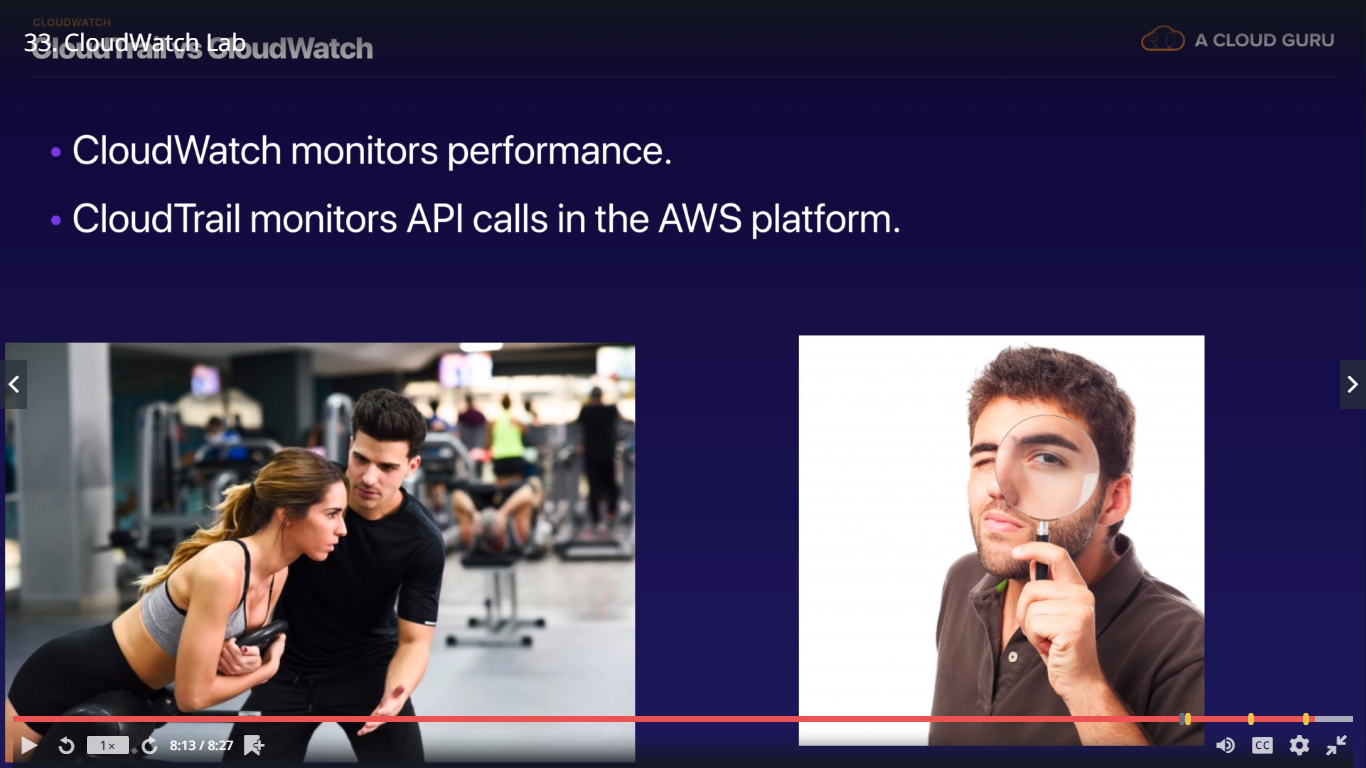 CLOUDWATCH
33. CloudWatch Lab
CloudTrail vs CloudWatch
A CLOUD GURU
• CloudWatch monitors performance.
• CloudTrail monitors API calls in the AWS platform.
1×
8:13 / 8:27
CC